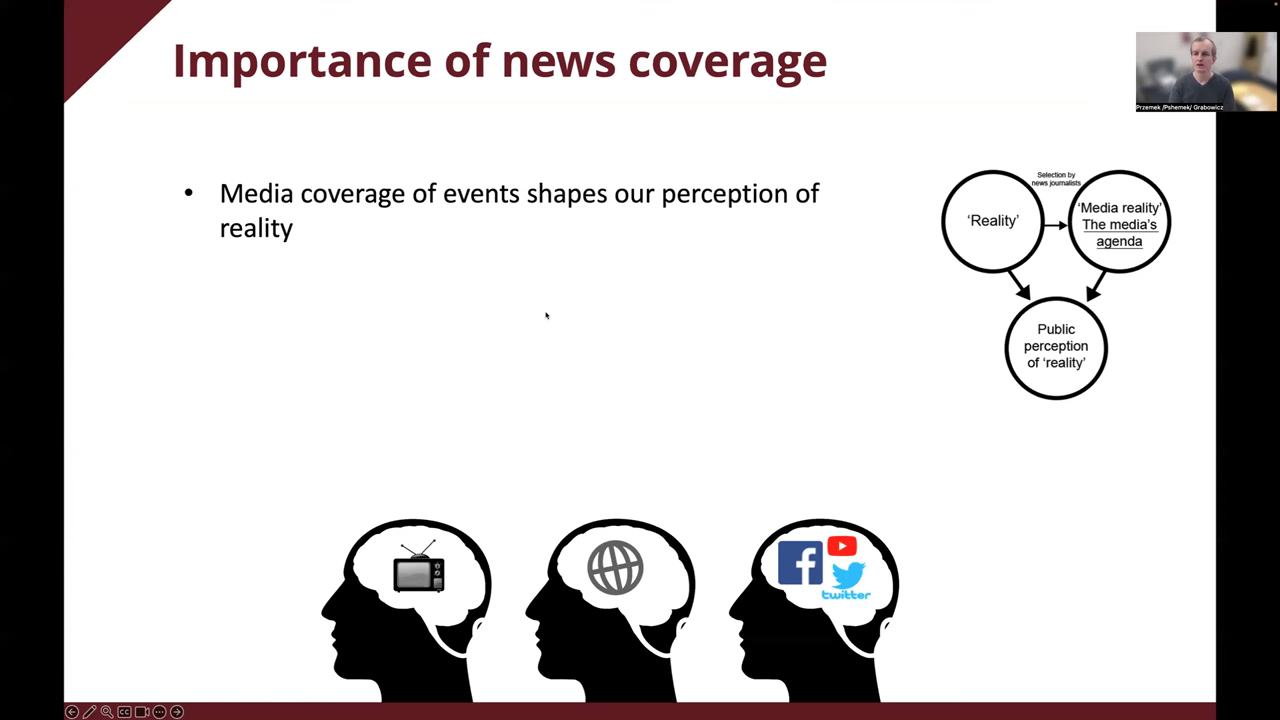 Importance of news coverage
Przemek /Pshemek/ Grabowicz
• Media coverage of events shapes our perception of
reality
Selection by
news journalists
‘Reality’
‘Media reality’
The media's
agenda
Public
perception
of ‘reality’
f
twitter
CC